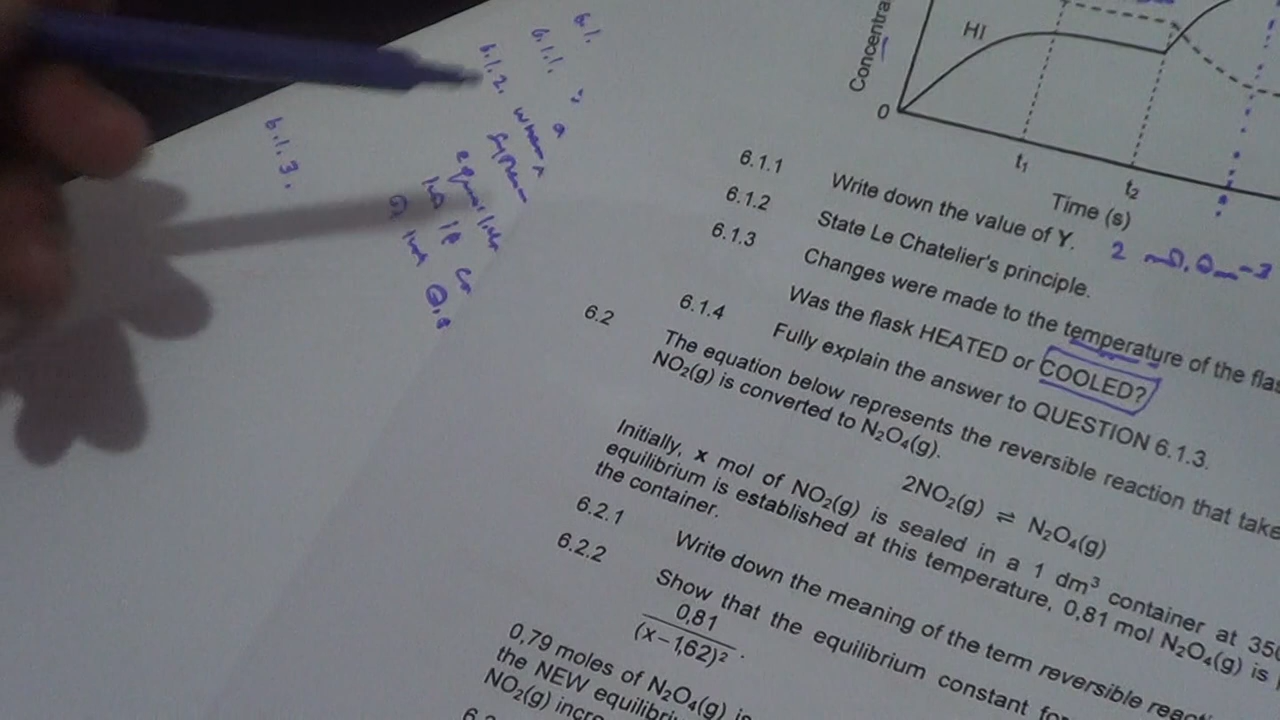 Concentra
HI
0
t₁
t₂
Time (s)
6.1.1 Write down the value of Y.
2
6.1.2 State Le Chatelier's principle.
6.1.3 Changes were made to the temperature of the flas
Was the flask HEATED or COOLED?
6.1.4 Fully explain the answer to QUESTION 6.1.3.
6.2 The equation below represents the reversible reaction that take
NO₂(g) is converted to N₂O₄(g).
2NO₂(g) ⇌ N₂O₄(g)
Initially, x mol of NO₂(g) is sealed in a 1 dm³ container at 350
equilibrium is established at this temperature, 0,81 mol N₂O₄(g) is
the container.
6.2.1 Write down the meaning of the term reversible reacti
6.2.2 Show that the equilibrium constant for
0,81
(x−1,62)² .
0,79 moles of N₂O₄(g) is
the NEW equilibri
NO₂(g) incre
6.1.
6.1.1. 2
6.1.2. when a
6.1.3.